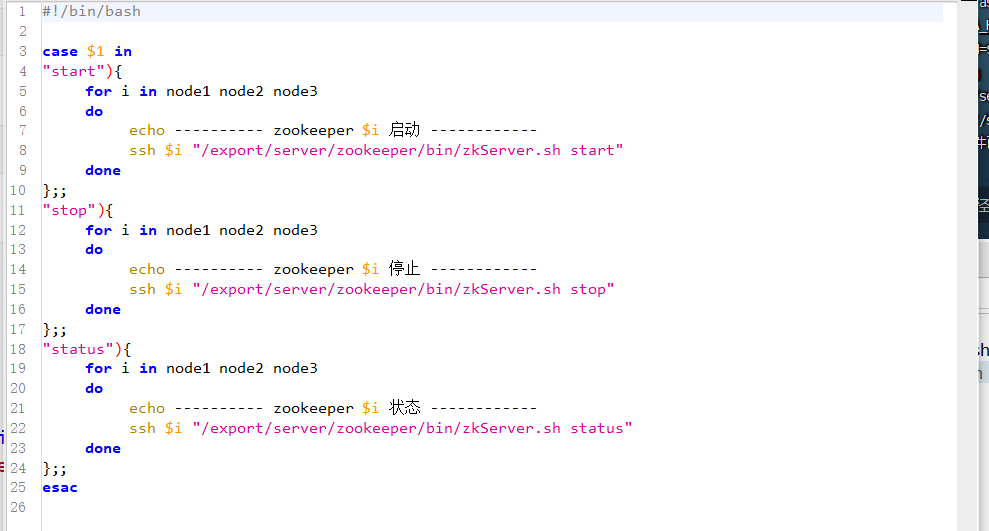 1 #!/bin/bash
2
3 case $1 in
4 "start"){
5 for i in node1 node2 node3
6 do
7 echo ---------- zookeeper $i 启动 ------------
8 ssh $i "/export/server/zookeeper/bin/zkServer.sh start"
9 done
10 };;
11 "stop"){
12 for i in node1 node2 node3
13 do
14 echo ---------- zookeeper $i 停止 ------------
15 ssh $i "/export/server/zookeeper/bin/zkServer.sh stop"
16 done
17 };;
18 "status"){
19 for i in node1 node2 node3
20 do
21 echo ---------- zookeeper $i 状态 ------------
22 ssh $i "/export/server/zookeeper/bin/zkServer.sh status"
23 done
24 };;
25 esac
26